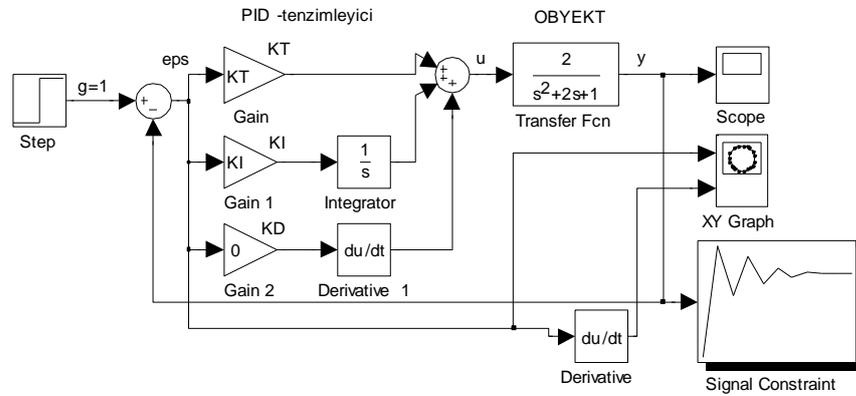 PID -tenzimleyici
OBYEKT
KT
eps
KT
Gain
u
2
s²+2s+1
Transfer Fcn
y
Scope
g=1
+
−
Step
+
+
+
KI
KI
Gain 1
1
s
Integrator
XY Graph
KD
0
Gain 2
du/dt
Derivative 1
du/dt
Derivative
Signal Constraint